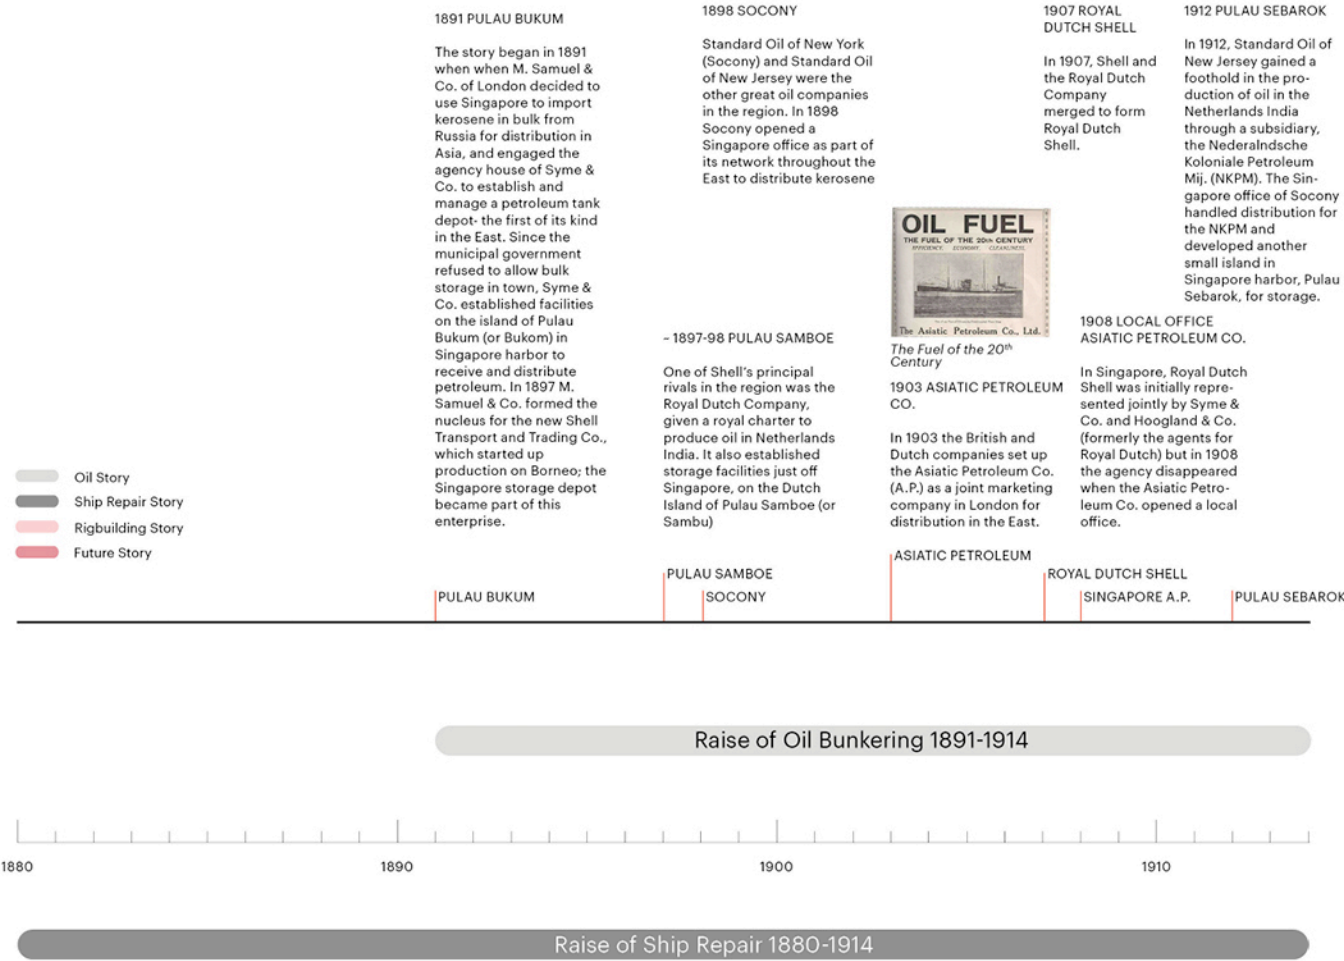 1891 PULAU BUKUM
The story began in 1891
when when M. Samuel &
Co. of London decided to
use Singapore to import
kerosene in bulk from
Russia for distribution in
Asia, and engaged the
agency house of Syme &
Co. to establish and
manage a petroleum tank
depot- the first of its kind
in the East. Since the
municipal government
refused to allow bulk
storage in town, Syme &
Co. established facilities
on the island of Pulau
Bukum (or Bukom) in
Singapore harbor to
receive and distribute
petroleum. In 1897 M.
Samuel & Co. formed the
nucleus for the new Shell
Transport and Trading Co.,
which started up
production on Borneo; the
Singapore storage depot
became part of this
enterprise.
~ 1897-98 PULAU SAMBOE
One of Shell's principal
rivals in the region was the
Royal Dutch Company,
given a royal charter to
produce oil in Netherlands
India. It also established
storage facilities just off
Singapore, on the Dutch
Island of Pulau Samboe (or
Sambu)
1898 SOCONY
Standard Oil of New York
(Socony) and Standard Oil
of New Jersey were the
other great oil companies
in the region. In 1898
Socony opened a
Singapore office as part of
its network throughout the
East to distribute kerosene
OIL FUEL
THE FUEL OF THE 20th CENTURY
EFFICIENCY. ECONOMY. CLEANLINESS.
The Asiatic Petroleum Co., Ltd.
The Fuel of the 20th
Century
1903 ASIATIC PETROLEUM
CO.
In 1903 the British and
Dutch companies set up
the Asiatic Petroleum Co.
(A.P.) as a joint marketing
company in London for
distribution in the East.
1907 ROYAL
DUTCH SHELL
In 1907, Shell and
the Royal Dutch
Company
merged to form
Royal Dutch
Shell.
1908 LOCAL OFFICE
ASIATIC PETROLEUM CO.
In Singapore, Royal Dutch
Shell was initially repre-
sented jointly by Syme &
Co. and Hoogland & Co.
(formerly the agents for
Royal Dutch) but in 1908
the agency disappeared
when the Asiatic Petro-
leum Co. opened a local
office.
1912 PULAU SEBAROK
In 1912, Standard Oil of
New Jersey gained a
foothold in the pro-
duction of oil in the
Netherlands India
through a subsidiary,
the Nederalndsche
Koloniale Petroleum
Mij. (NKPM). The Sin-
gapore office of Socony
handled distribution for
the NKPM and
developed another
small island in
Singapore harbor, Pulau
Sebarok, for storage.
Oil Story
Ship Repair Story
Rigbuilding Story
Future Story
PULAU BUKUM
PULAU SAMBOE
SOCONY
ASIATIC PETROLEUM
ROYAL DUTCH SHELL
SINGAPORE A.P.
PULAU SEBAROK
Raise of Oil Bunkering 1891-1914
1880
1890
1900
1910
Raise of Ship Repair 1880-1914